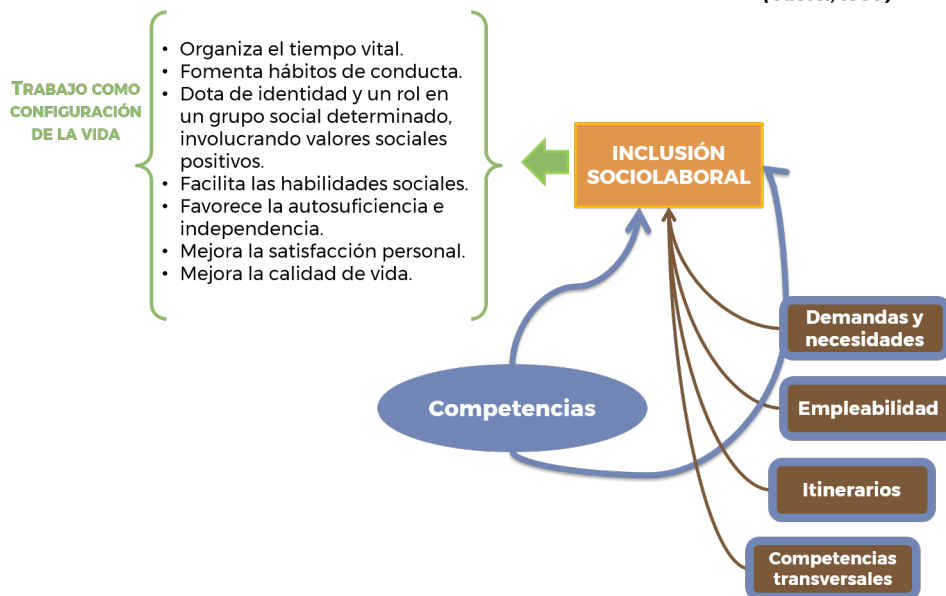 TRABAJO COMO
CONFIGURACIÓN
DE LA VIDA
• Organiza el tiempo vital.
• Fomenta hábitos de conducta.
• Dota de identidad y un rol en
un grupo social determinado,
involucrando valores sociales
positivos.
• Facilita las habilidades sociales.
• Favorece la autosuficiencia e
independencia.
• Mejora la satisfacción personal.
• Mejora la calidad de vida.
INCLUSIÓN
SOCIOLABORAL
Competencias
Demandas y
necesidades
Empleabilidad
Itinerarios
Competencias
transversales